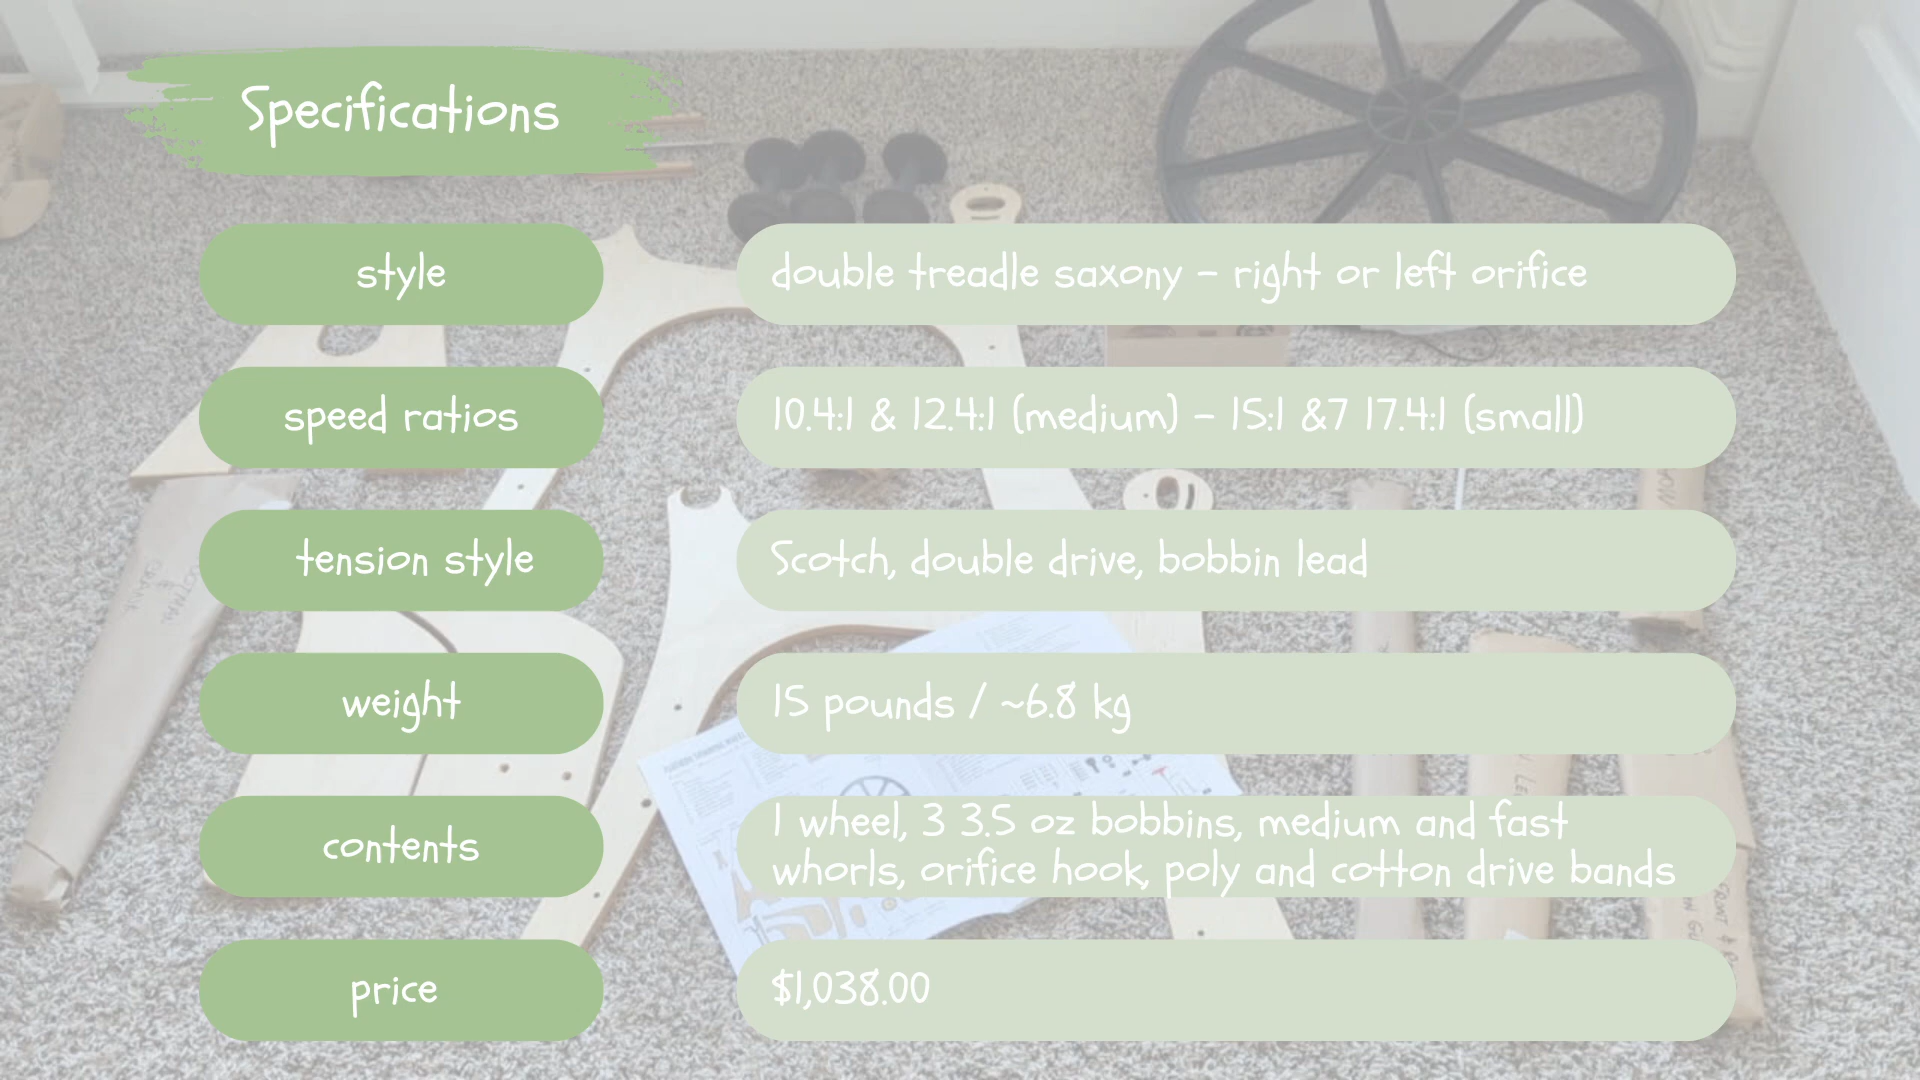 Specifications
style
double treadle saxony - right or left orifice
speed ratios
10.4:1 & 12.4:1 (medium) - 15:1 &7 17.4:1 (small)
tension style
Scotch, double drive, bobbin lead
weight
15 pounds / ~6.8 kg
contents
1 wheel, 3 3.5 oz bobbins, medium and fast
whorls, orifice hook, poly and cotton drive bands
price
$1,038.00